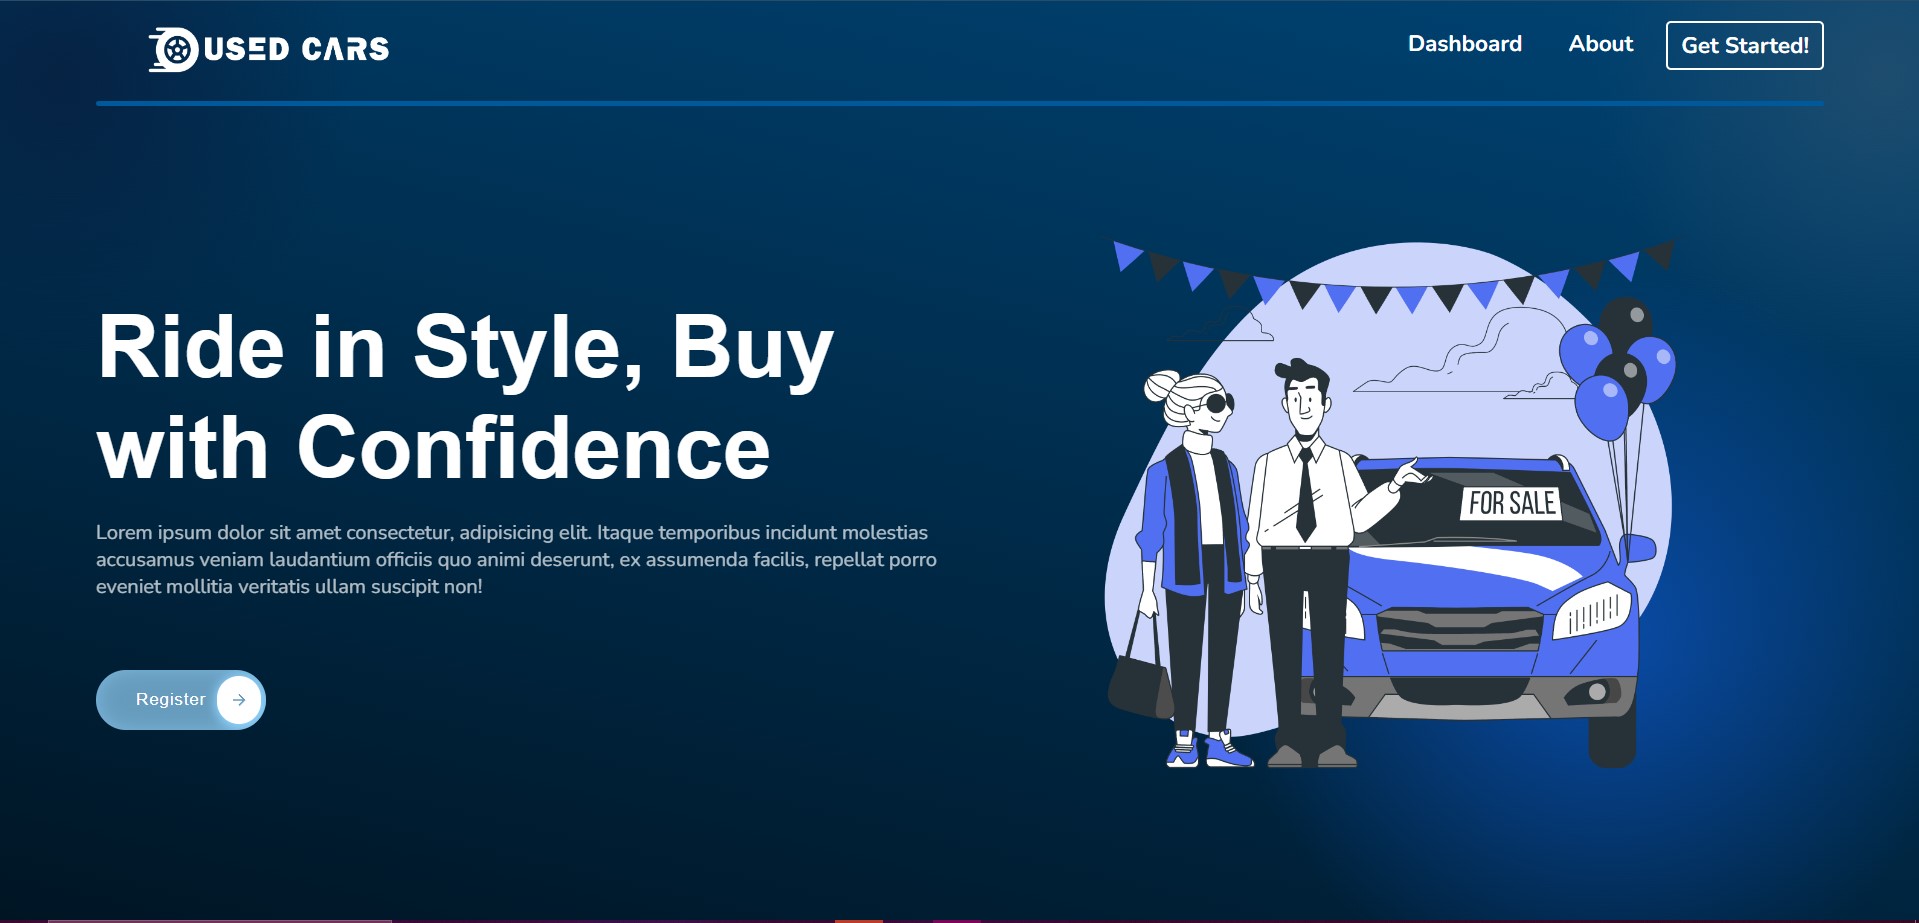 USED CARS
Dashboard
About
Get Started!
Ride in Style, Buy
with Confidence
Lorem ipsum dolor sit amet consectetur, adipisicing elit. Itaque temporibus incidunt molestias
accusamus veniam laudantium officiis quo animi deserunt, ex assumenda facilis, repellat porro
eveniet mollitia veritatis ullam suscipit non!
Register
FOR SALE